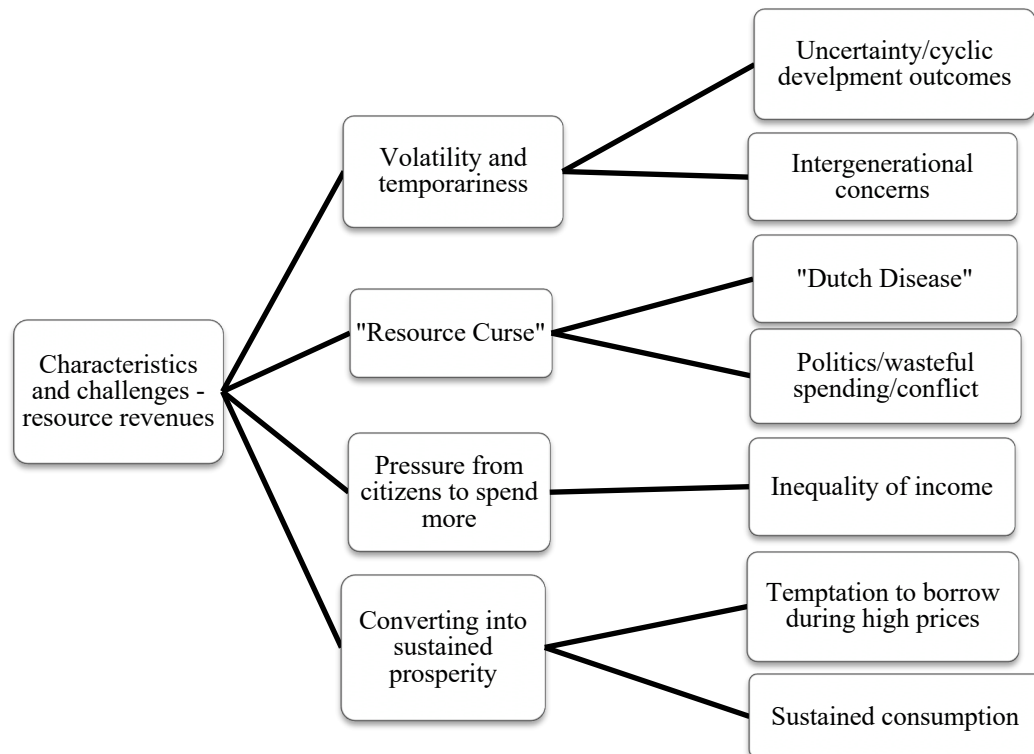 Characteristics
and challenges -
resource revenues
Volatility and
temporariness
Uncertainty/cyclic
develpment outcomes
Intergenerational
concerns
"Resource Curse"
"Dutch Disease"
Politics/wasteful
spending/conflict
Pressure from
citizens to spend
more
Inequality of income
Converting into
sustained
prosperity
Temptation to borrow
during high prices
Sustained consumption